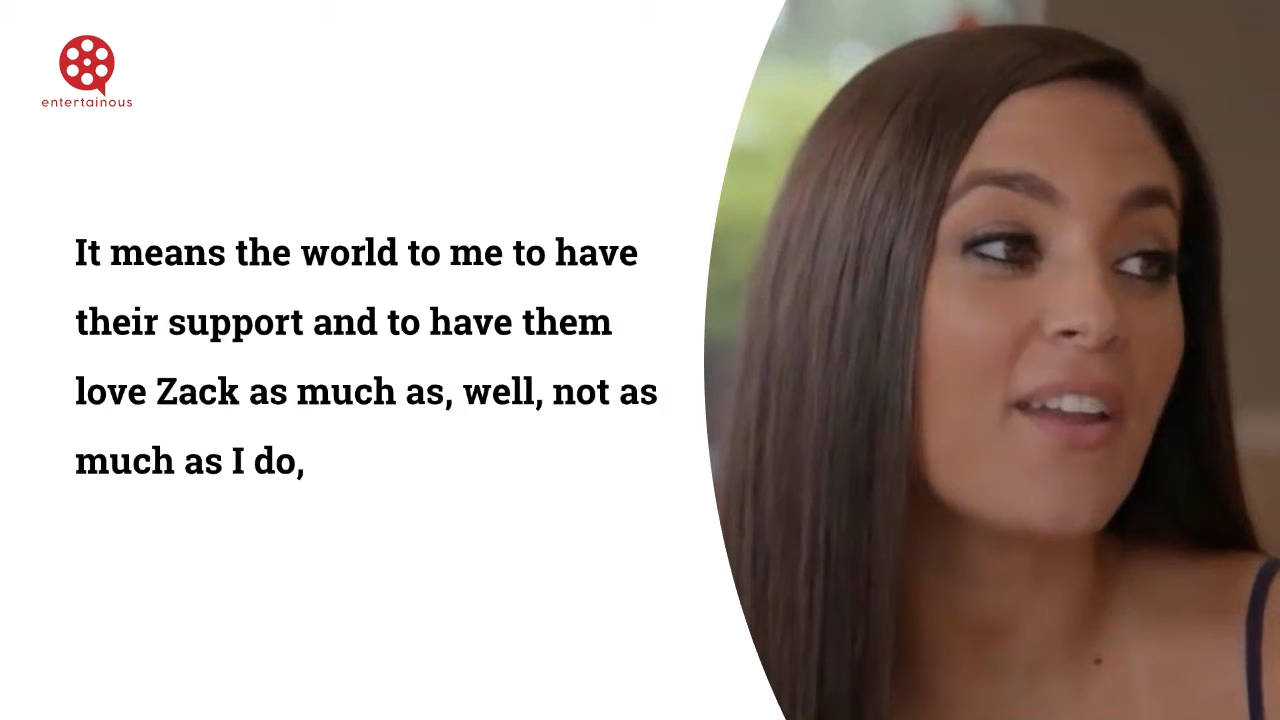 entertainous
It means the world to me to have
their support and to have them
love Zack as much as, well, not as
much as I do,